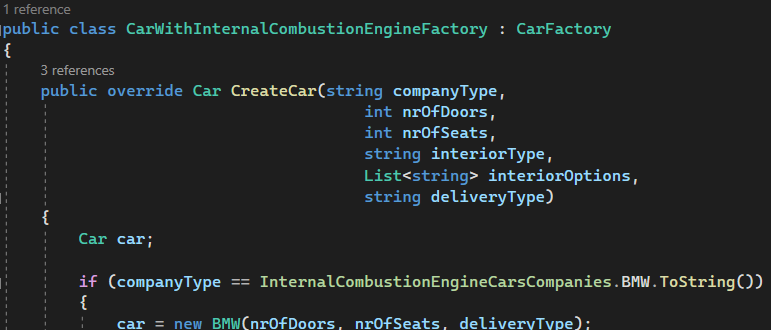 1 reference
public class CarWithInternalCombustionEngineFactory : CarFactory
{
3 references
public override Car CreateCar(string companyType,
int nrOfDoors,
int nrOfSeats,
string interiorType,
List<string> interiorOptions,
string deliveryType)
{
Car car;
if (companyType == InternalCombustionEngineCarsCompanies.BMW.ToString())
{
car = new BMW(nrOfDoors, nrOfSeats, deliveryType);